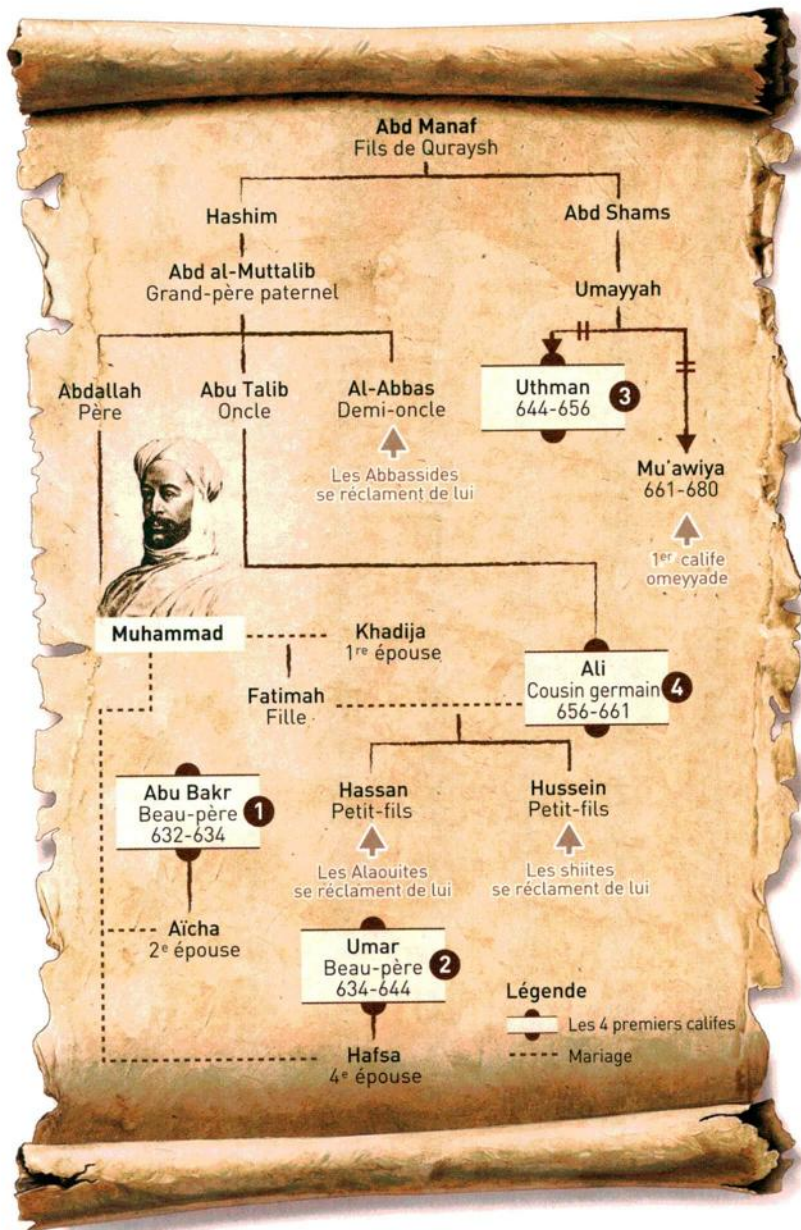 Abd Manaf
Fils de Quraysh
Hashim
Abd Shams
Abd al-Muttalib
Grand-père paternel
Umayyah
Abdallah
Père
Abu Talib
Oncle
Al-Abbas
Demi-oncle
Les Abbassides
se réclament de lui
Uthman
644-656
3
Mu'awiya
661-680
1er calife
omeyyade
Muhammad
Khadija
1re épouse
Fatimah
Fille
Ali
Cousin germain
656-661
4
Abu Bakr
Beau-père
632-634
1
Hassan
Petit-fils
Les Alaouites
se réclament de lui
Hussein
Petit-fils
Les shiites
se réclament de lui
Aïcha
2e épouse
Umar
Beau-père
634-644
2
Hafsa
4e épouse
Légende
Les 4 premiers califes
Mariage